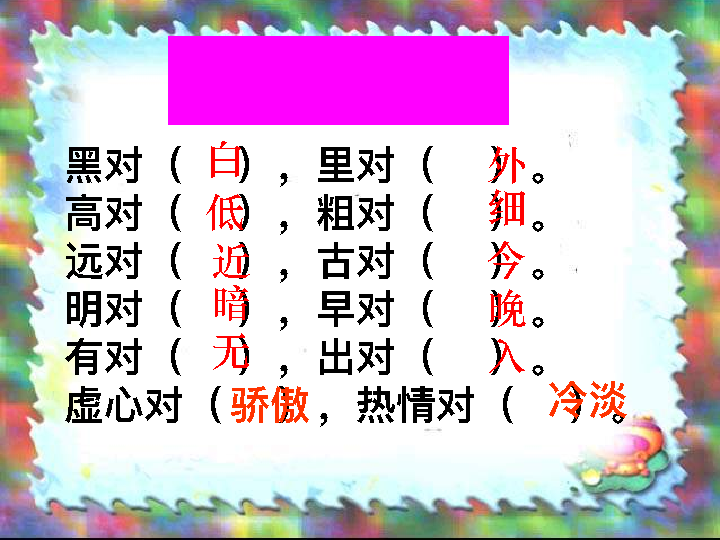 黑对（白），里对（外）。
高对（低），粗对（细）。
远对（近），古对（今）。
明对（暗），早对（晚）。
有对（无），出对（入）。
虚心对（骄傲），热情对（冷淡）。